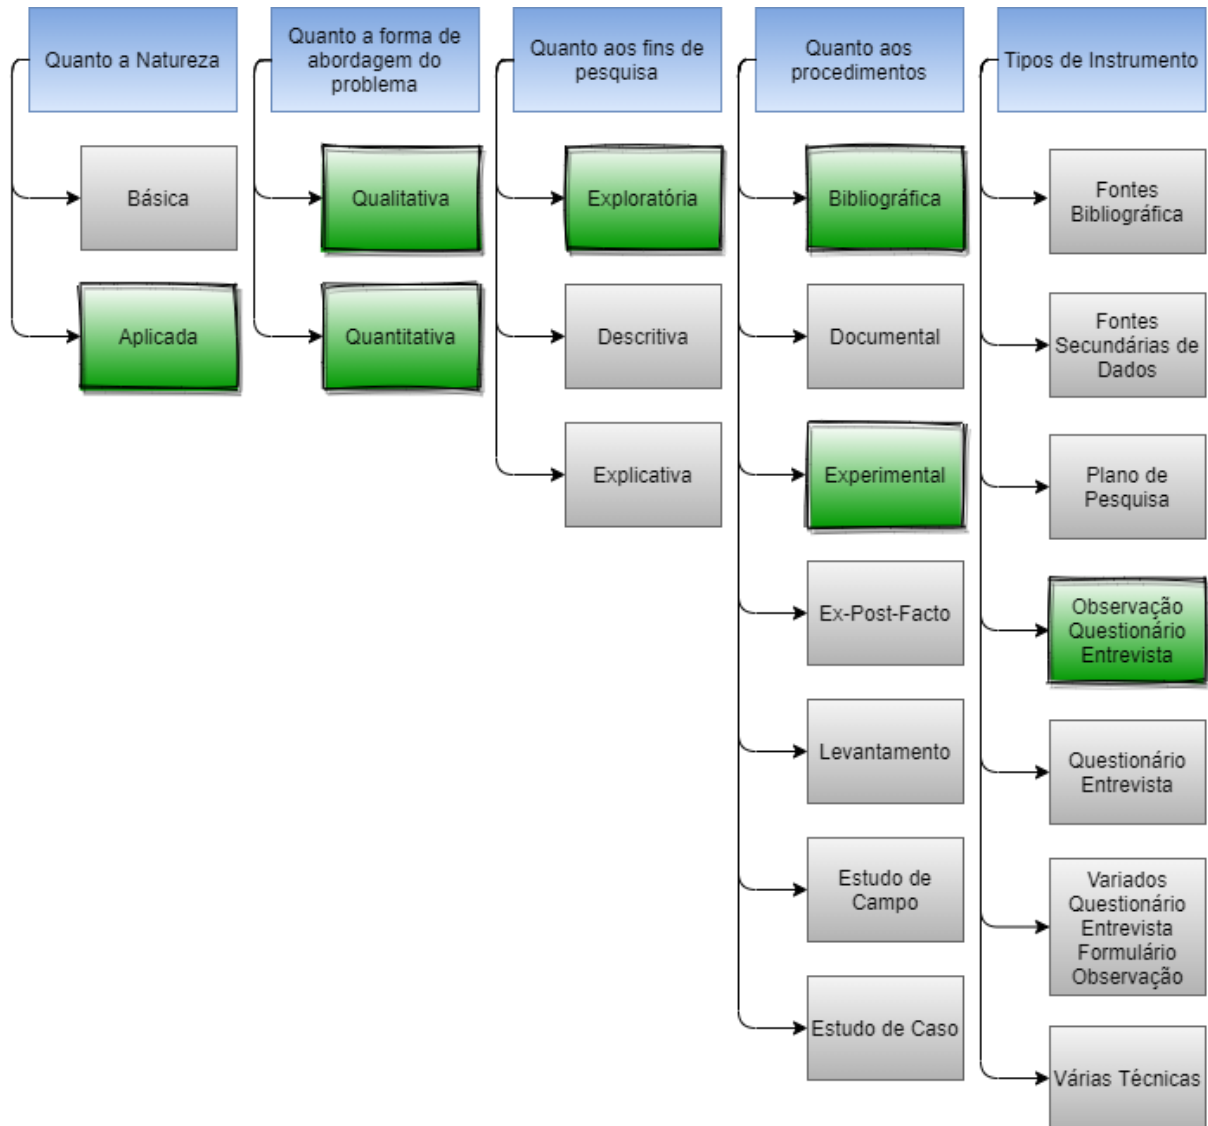 Quanto a Natureza
Básica
Aplicada
Quanto a forma de
abordagem do
problema
Qualitativa
Quantitativa
Quanto aos fins de
pesquisa
Exploratória
Descritiva
Explicativa
Quanto aos
procedimentos
Bibliográfica
Documental
Experimental
Ex-Post-Facto
Levantamento
Estudo de
Campo
Estudo de Caso
Tipos de Instrumento
Fontes
Bibliográfica
Fontes
Secundárias de
Dados
Plano de
Pesquisa
Observação
Questionário
Entrevista
Questionário
Entrevista
Variados
Questionário
Entrevista
Formulário
Observação
Várias Técnicas